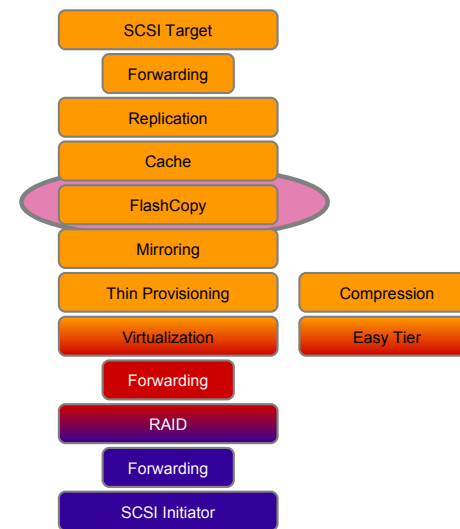 SCSI Target
Forwarding
Replication
Cache
FlashCopy
Mirroring
Thin Provisioning
Compression
Virtualization
Easy Tier
Forwarding
RAID
Forwarding
SCSI Initiator